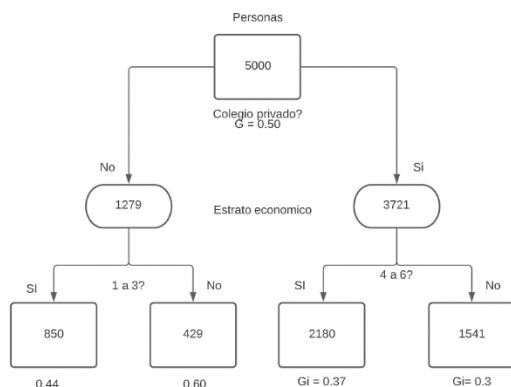 Personas
5000
Colegio privado?
G = 0.50
No
Si
1279
Estrato economico
3721
SI
1 a 3?
No
SI
4 a 6?
No
850
429
2180
1541
0.44
0.60
Gi = 0.37
Gi= 0.3